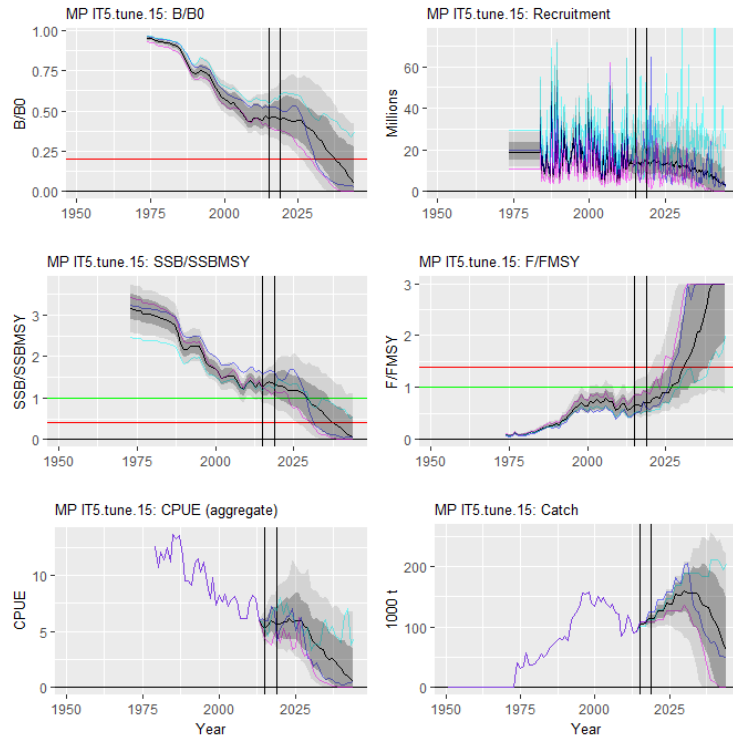 MP IT5.tune.15: B/B0
1.00
0.75
0.50
0.25
0.00
B/B0
1950 1975 2000 2025
MP IT5.tune.15: Recruitment
60
40
20
0
Millions
1950 1975 2000 2025
MP IT5.tune.15: SSB/SSBMSY
3
2
1
0
SSB/SSBMSY
1950 1975 2000 2025
MP IT5.tune.15: F/FMSY
3
2
1
0
F/FMSY
1950 1975 2000 2025
MP IT5.tune.15: CPUE (aggregate)
10
5
0
CPUE
1950 1975 2000 2025
Year
MP IT5.tune.15: Catch
200
100
0
1000 t
1950 1975 2000 2025
Year